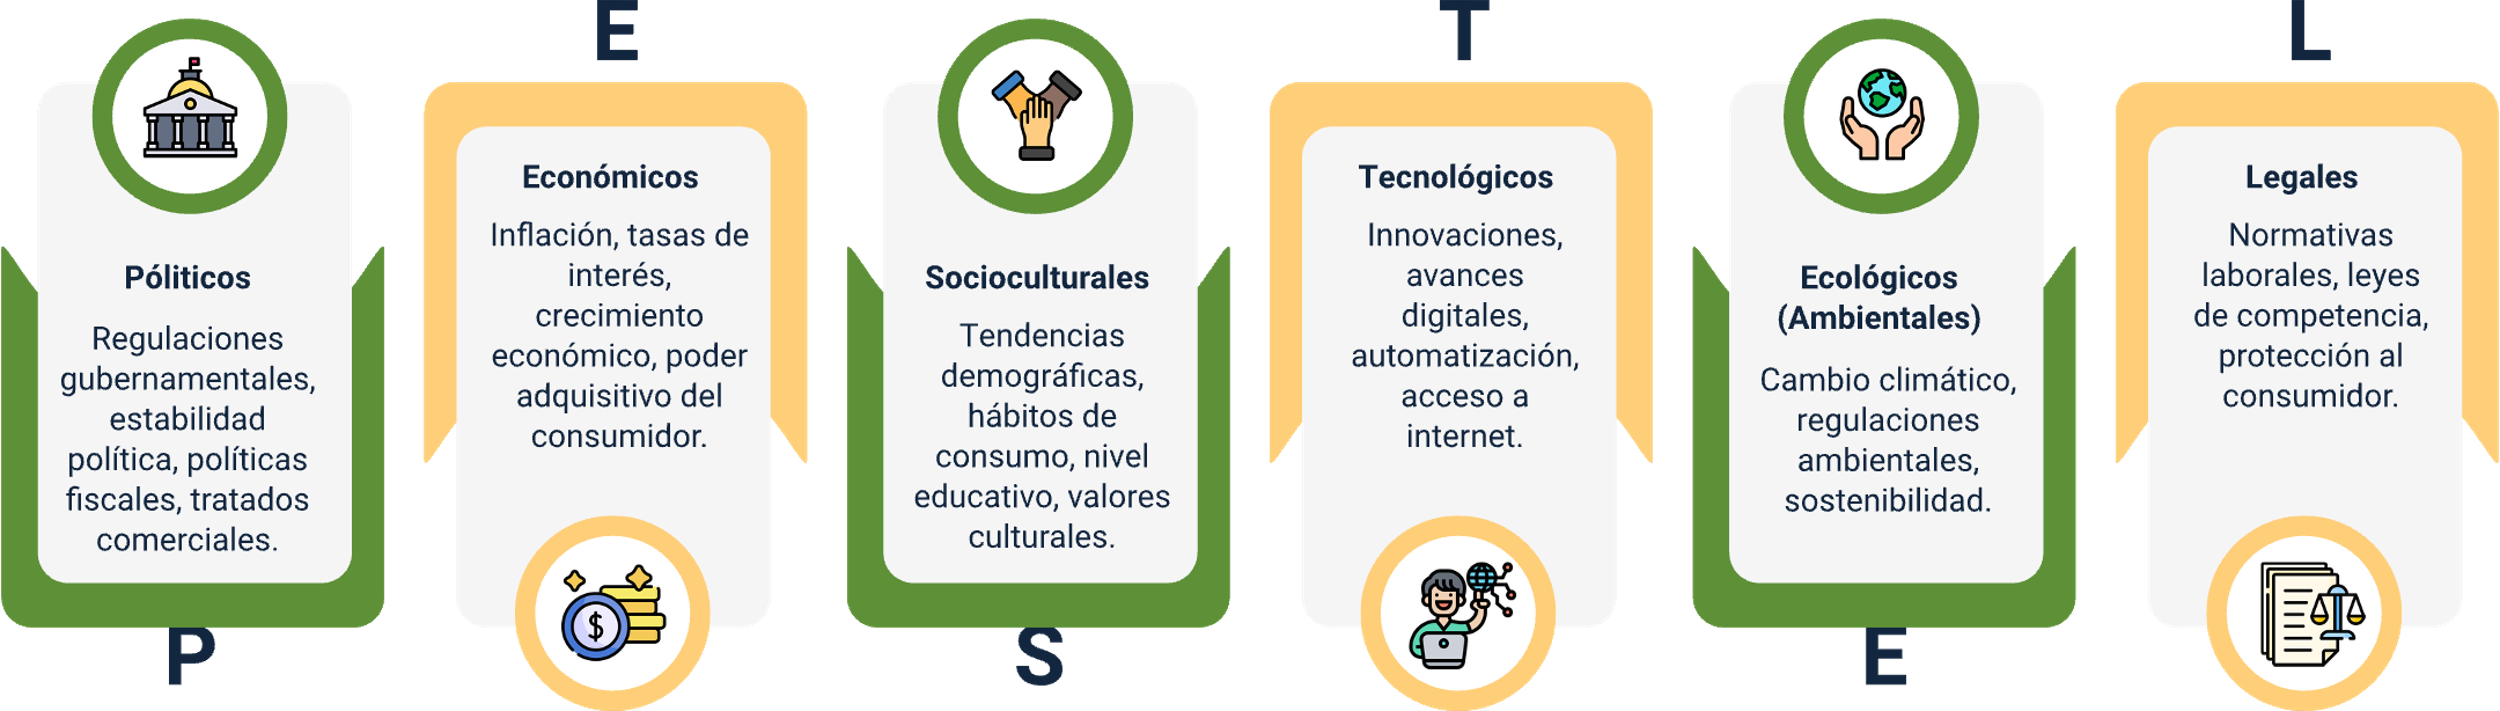 Póliticos
Regulaciones
gubernamentales,
estabilidad
política, políticas
fiscales, tratados
comerciales.
P
E
Económicos
Inflación, tasas de
interés,
crecimiento
económico, poder
adquisitivo del
consumidor.
$
Socioculturales
Tendencias
demográficas,
hábitos de
consumo, nivel
educativo, valores
culturales.
S
T
Tecnológicos
Innovaciones,
avances
digitales,
automatización,
acceso a
internet.
Ecológicos
(Ambientales)
Cambio climático,
regulaciones
ambientales,
sostenibilidad.
E
L
Legales
Normativas
laborales, leyes
de competencia,
protección al
consumidor.